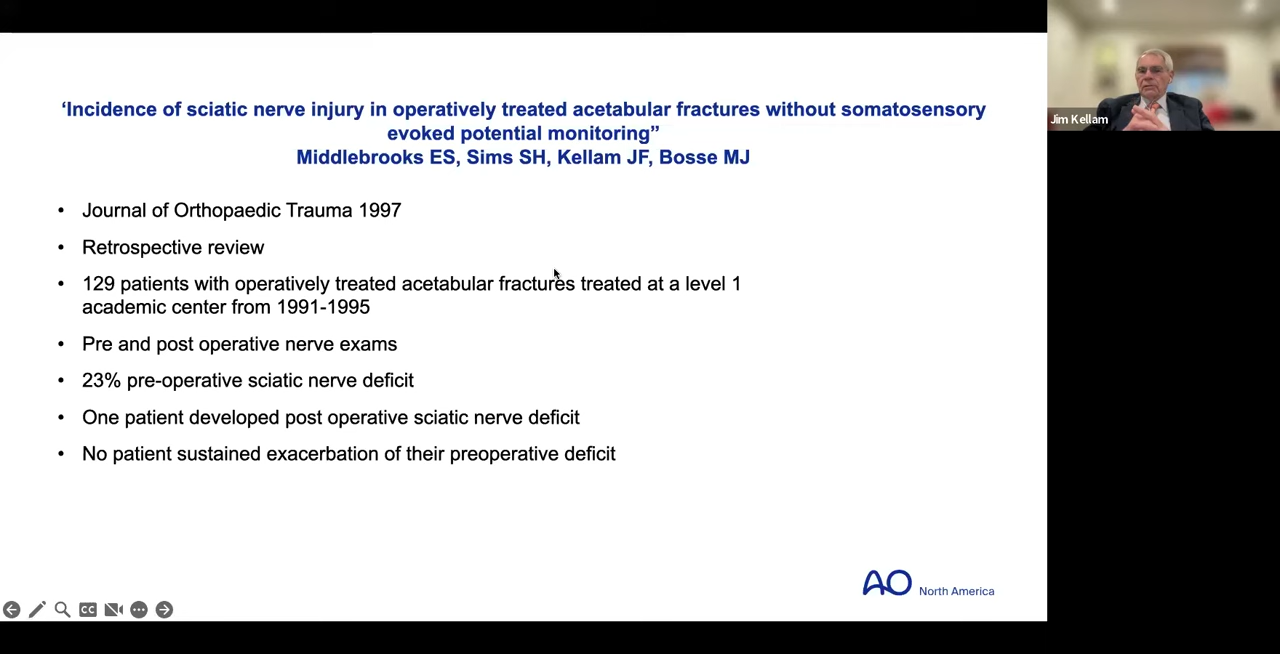 ‘Incidence of sciatic nerve injury in operatively treated acetabular fractures without somatosensory
evoked potential monitoring”
Middlebrooks ES, Sims SH, Kellam JF, Bosse MJ
• Journal of Orthopaedic Trauma 1997
• Retrospective review
• 129 patients with operatively treated acetabular fractures treated at a level 1
academic center from 1991-1995
• Pre and post operative nerve exams
• 23% pre-operative sciatic nerve deficit
• One patient developed post operative sciatic nerve deficit
• No patient sustained exacerbation of their preoperative deficit
AO North America
CC
Jim Kellam